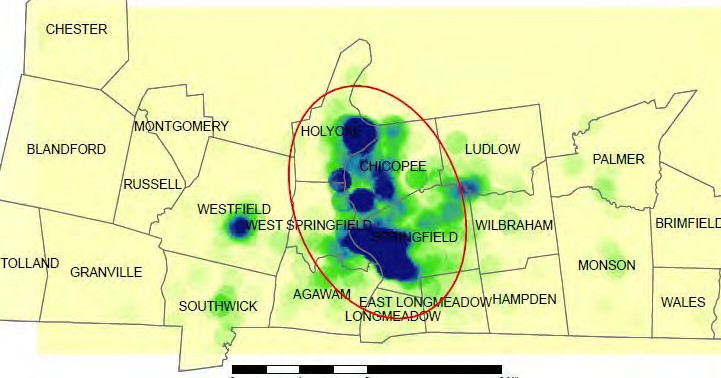 CHESTER
MONTGOMERY
HOLYOKE
BLANDFORD
LUDLOW
PALMER
CHICOPEE
RUSSELL
WESTFIELD
WEST SPRINGFIELD
WILBRAHAM
BRIMFIELD
SPRINGFIELD
TOLLAND
GRANVILLE
MONSON
AGAWAM
EAST LONGMEADOW
HAMPDEN
WALES
SOUTHWICK
LONGMEADOW